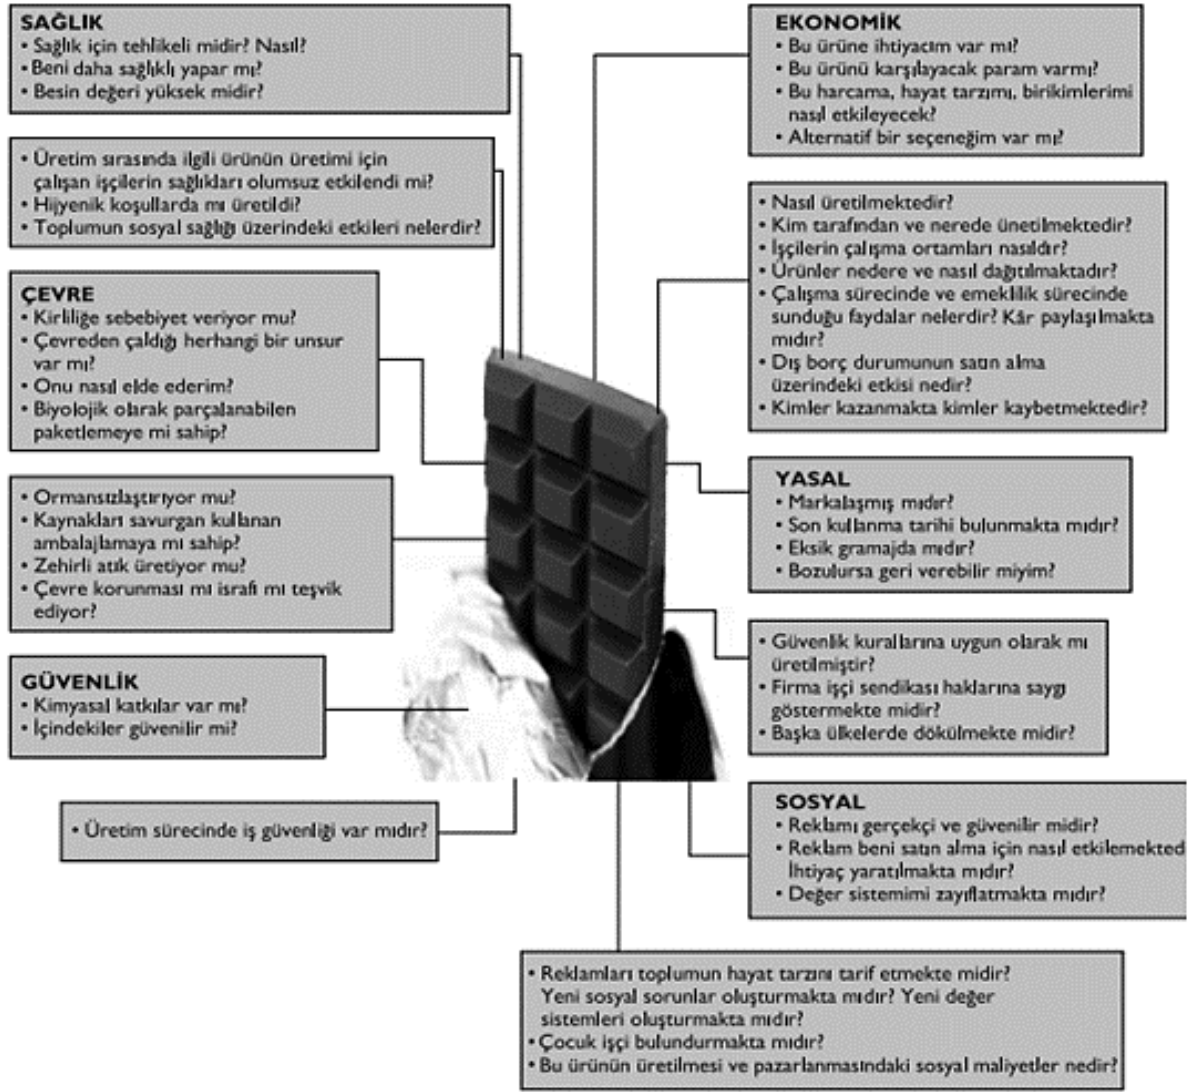 SAĞLIK
• Sağlık için tehlikeli midir? Nasıl?
• Beni daha sağlıklı yapar mı?
• Besin değeri yüksek midir?
• Üretim sırasında ilgili ürünün üretimi için
çalışan işçilerin sağlıkları olumsuz etkilendi mi?
• Hijyenik koşullarda mı üretildi?
• Toplumun sosyal sağlığı üzerindeki etkileri nelerdir?
ÇEVRE
• Kirliliğe sebebiyet veriyor mu?
• Çevreden çaldığı herhangi bir unsur
var mı?
• Onu nasıl elde ederim?
• Biyolojik olarak parçalanabilen
paketlemeye mi sahip?
• Ormansızlaştırıyor mu?
• Kaynakları savurgan kullanan
ambalajlamaya mı sahip?
• Zehirli atık üretiyor mu?
• Çevre korunması mı israfı mı teşvik
ediyor?
GÜVENLİK
• Kimyasal katkılar var mı?
• İçindekiler güvenilir mi?
• Üretim sürecinde iş güvenliği var mıdır?
EKONOMİK
• Bu ürüne ihtiyacım var mı?
• Bu ürünü karşılayacak param varmı?
• Bu harcama, hayat tarzımı, birikimlerimi
nasıl etkileyecek?
• Alternatif bir seçeneğim var mı?
• Nasıl üretilmektedir?
• Kim tarafından ve nerede ünetilmektedir?
• İşçilerin çalışma ortamları nasıldır?
• Ürünler nedere ve nasıl dağıtılmaktadır?
• Çalışma sürecinde ve emeklilik sürecinde
sunduğu faydalar nelerdir? Kâr paylaşılmakta
mıdır?
• Dış borç durumunun satın alma
üzerindeki etkisi nedir?
• Kimler kazanmakta kimler kaybetmektedir?
YASAL
• Markalaşmış mıdır?
• Son kullanma tarihi bulunmakta mıdır?
• Eksik gramajda mıdır?
• Bozulursa geri verebilir miyim?
• Güvenlik kurallarına uygun olarak mı
üretilmiştir?
• Firma işçi sendikası haklarına saygı
göstermekte midir?
• Başka ülkelerde dökülmekte midir?
SOSYAL
• Reklamı gerçekçi ve güvenilir midir?
• Reklam beni satın alma için nasıl etkilemekted
İhtiyaç yaratılmakta mıdır?
• Değer sistemimi zayıflatmakta mıdır?
• Reklamları toplumun hayat tarzını tarif etmekte midir?
Yeni sosyal sorunlar oluşturmakta mıdır? Yeni değer
sistemleri oluşturmakta mıdır?
• Çocuk işçi bulundurmakta mıdır?
• Bu ürünün üretilmesi ve pazarlanmasındaki sosyal maliyetler nedir?